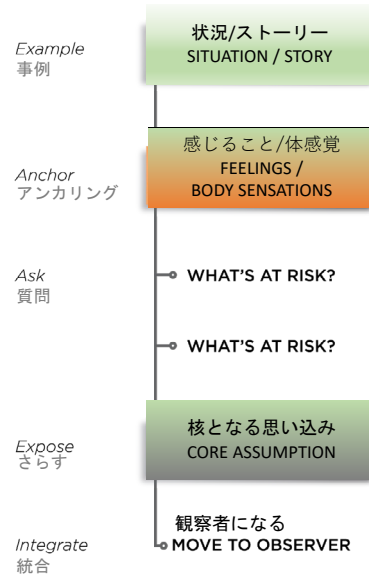 Example
事例
状況/ストーリー
SITUATION / STORY
Anchor
アンカリング
感じること/体感覚
FEELINGS /
BODY SENSATIONS
Ask
質問
WHAT'S AT RISK?
WHAT'S AT RISK?
Expose
さらす
核となる思い込み
CORE ASSUMPTION
Integrate
統合
観察者になる
MOVE TO OBSERVER